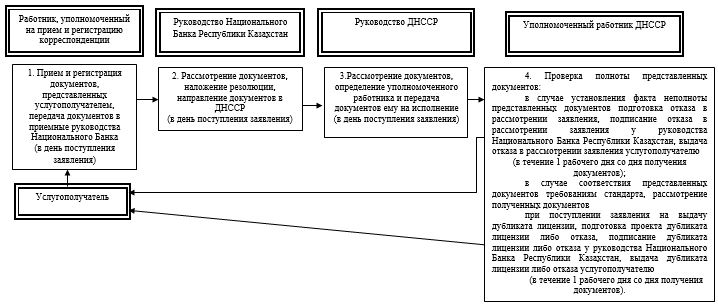 Работник, уполномоченный
на прием и регистрацию
корреспонденции
Руководство Национального
Банка Республики Казахстан
Руководство ДНССР
Уполномоченный работник ДНССР
1. Прием и регистрация
документов,
представленных
услугополучателем,
передача документов в
приемные руководства
Национального Банка
(в день поступления
заявления)
2. Рассмотрение документов,
наложение резолюции,
направление документов в
ДНССР
(в день поступления заявления)
3.Рассмотрение документов,
определение уполномоченного
работника и передача
документов ему на исполнение
(в день поступления заявления)
4. Проверка полноты представленных
документов:
в случае установления факта неполноты
представленных документов подготовка отказа в
рассмотрении заявления, подписание отказа в
рассмотрении заявления у руководства
Национального Банка Республики Казахстан, выдача
отказа в рассмотрении заявления услугополучателю
(в течение 1 рабочего дня со дня получения
документов);
в случае соответствия представленных
документов требованиям стандарта, рассмотрение
полученных документов
при поступлении заявления на выдачу
дубликата лицензии, подготовка проекта дубликата
лицензии либо отказа, подписание дубликата
лицензии либо отказа у руководства Национального
Банка Республики Казахстан, выдача дубликата
лицензии либо отказа услугополучателю
(в течение 1 рабочего дня со дня получения
документов).
Услугополучатель